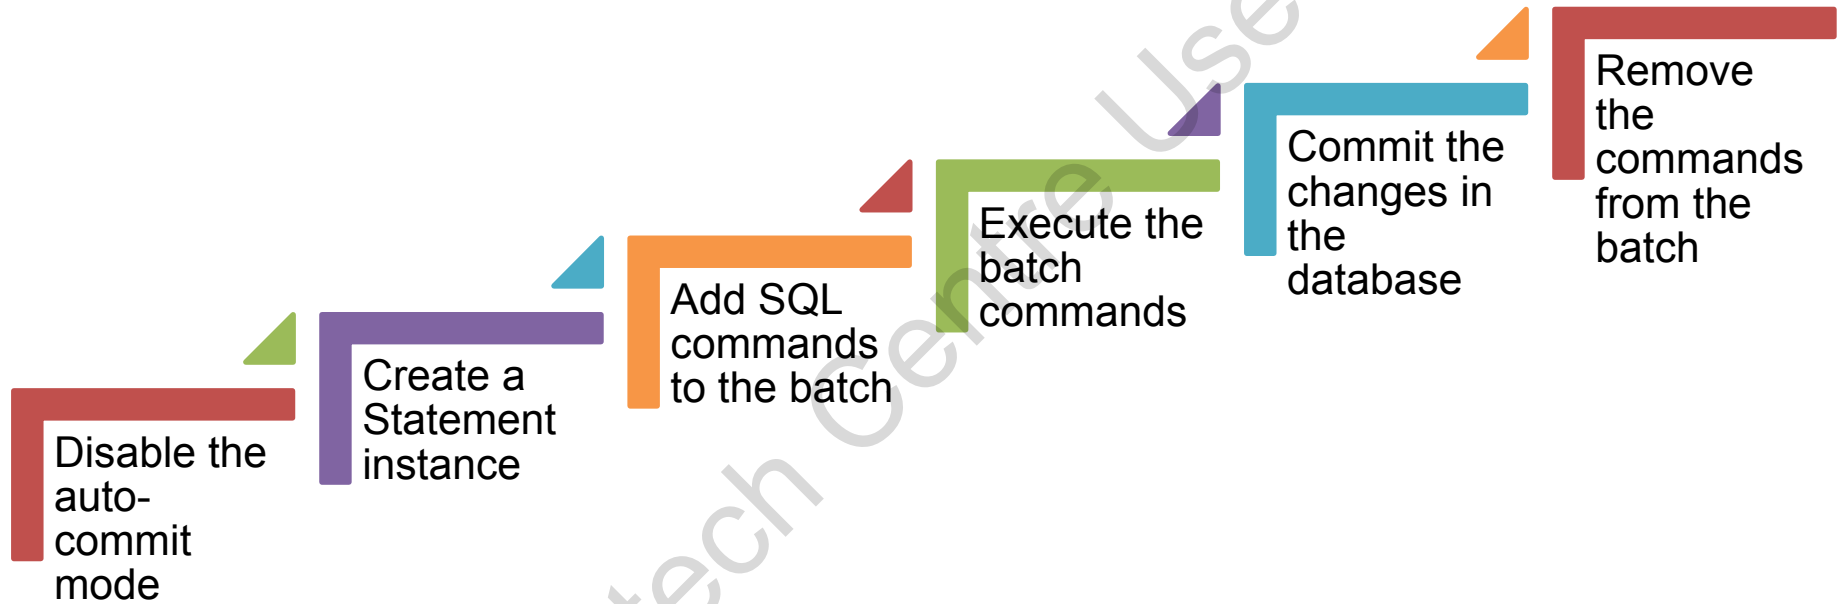 Disable the
auto-
commit
mode
Create a
Statement
instance
Add SQL
commands
to the batch
Execute the
batch
commands
Commit the
changes in
the
database
Remove
the
commands
from the
batch
tech Centre Use